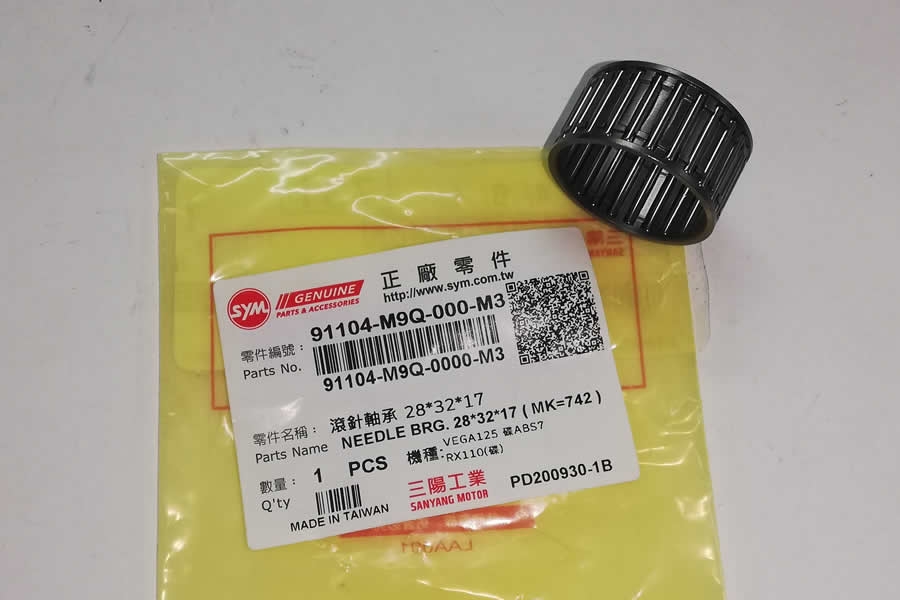 正廠零件
http://www.sym.com.tw
SYM GENUINE
PARTS & ACCESSORIES
零件編號：
Parts No.
91104-M9Q-000-M3
91104-M9Q-0000-M3
零件名稱：滾針軸承 28*32*17
Parts Name NEEDLE BRG. 28*32*17 ( MK=742 )
數量：
Q'ty
1 PCS
機種：VEGA125 碟ABS7
RX110(碟)
MADE IN TAIWAN
三陽工業
SANYANG MOTOR
PD200930-1B
三陽
SANYANG